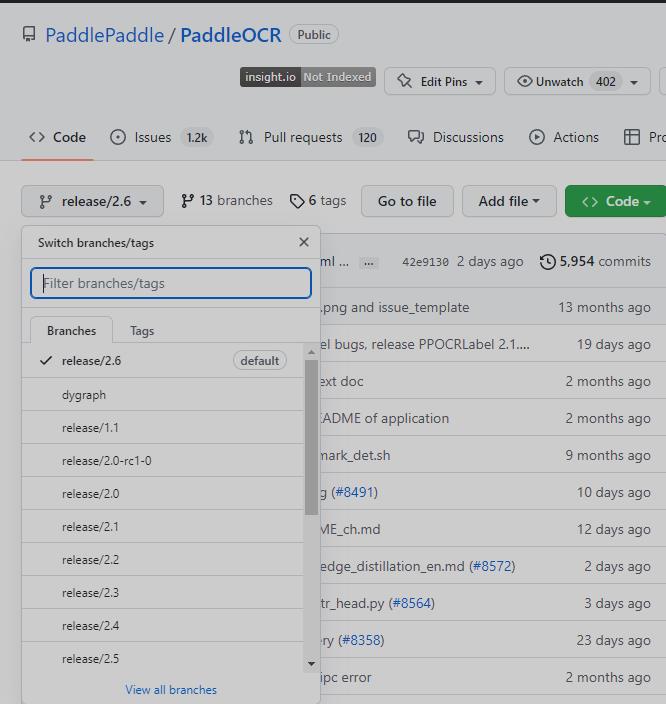 PaddlePaddle / PaddleOCR Public
insight.io Not Indexed Edit Pins Unwatch 402
Code Issues 1.2k Pull requests 120 Discussions Actions
release/2.6 13 branches 6 tags Go to file Add file Code
Switch branches/tags
... 42e9130 2 days ago 5,954 commits
Filter branches/tags
.png and issue_template 13 months ago
Branches Tags
bugs, release PPOCRLabel 2.1.... 19 days ago
release/2.6 default
doc 2 months ago
dygraph
of application 2 months ago
release/1.1
mark_det.sh 9 months ago
release/2.0-rc1-0
(#8491) 10 days ago
release/2.0
ME_ch.md 12 days ago
release/2.1
edge_distillation_en.md (#8572) 2 days ago
release/2.2
tr_head.py (#8564) 3 days ago
release/2.3
(#8358) 23 days ago
release/2.4
ipc error 2 months ago
release/2.5
View all branches